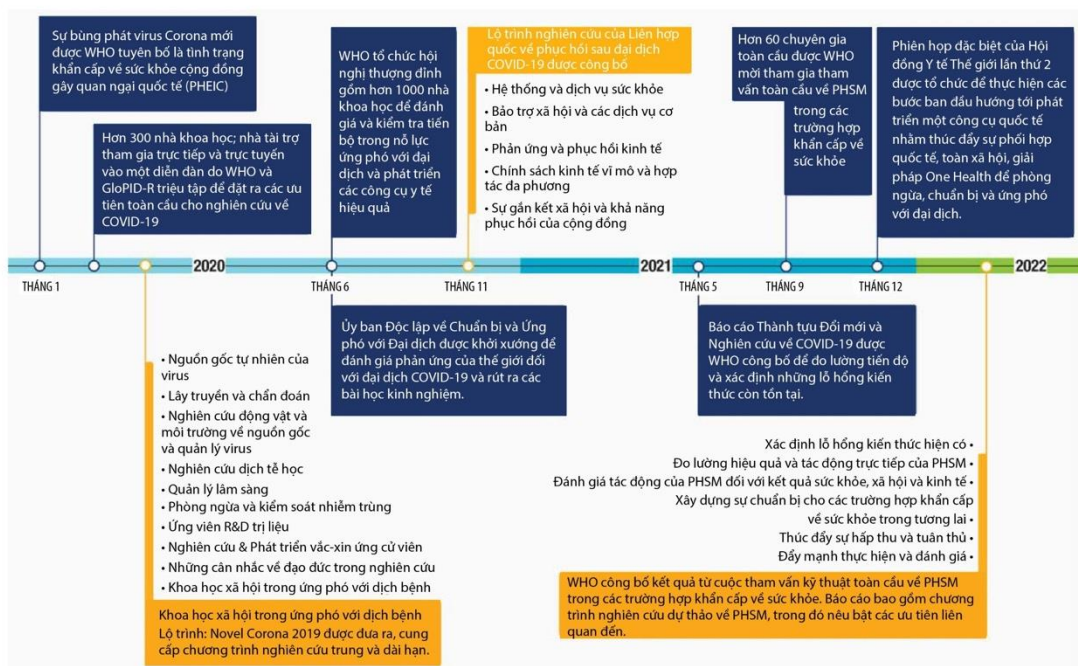 Sự bùng phát virus Corona mới
được WHO tuyên bố là tình trạng
khẩn cấp về sức khỏe cộng đồng
gây quan ngại quốc tế (PHEIC)
Hơn 300 nhà khoa học; nhà tài trợ
tham gia trực tiếp và trực tuyến
vào một diễn đàn do WHO và
GloPID-R triệu tập để đặt ra các ưu
tiên toàn cầu cho nghiên cứu về
COVID-19
WHO tổ chức hội
nghị thượng đỉnh
gồm hơn 1000 nhà
khoa học để đánh
giá và kiểm tra tiến
bộ trong nỗ lực
ứng phó với đại
dịch và phát triển
các công cụ y tế
hiệu quả
Lộ trình nghiên cứu của Liên hợp
quốc về phục hồi sau đại dịch
COVID-19 được công bố
• Hệ thống và dịch vụ sức khỏe
• Bảo trợ xã hội và các dịch vụ cơ
bản
• Phản ứng và phục hồi kinh tế
• Chính sách kinh tế vĩ mô và hợp
tác đa phương
• Sự gắn kết xã hội và khả năng
phục hồi của cộng đồng
Hơn 60 chuyên gia
toàn cầu được WHO
mời tham gia tham
vấn toàn cầu về PSHM
trong các
trường hợp
khẩn cấp về
sức khỏe
Phiên họp đặc biệt của Hội
đồng Y tế Thế giới lần thứ 2
được tổ chức để thực hiện các
bước ban đầu hướng tới phát
triển một công cụ quốc tế
nhằm thúc đẩy sự phối hợp
quốc tế, toàn xã hội, giải
pháp One Health để phòng
ngừa, chuẩn bị và ứng phó
với đại dịch.
2020
2021
2022
THÁNG 1
THÁNG 6
THÁNG 11
THÁNG 5
THÁNG 9
THÁNG 12
• Nguồn gốc tự nhiên của
virus
• Lây truyền và chẩn đoán
• Nghiên cứu động vật và
môi trường về nguồn gốc
và quản lý virus
• Nghiên cứu dịch tễ học
• Quản lý lâm sàng
• Phòng ngừa và kiểm soát nhiễm trùng
• Ứng viên R&D trị liệu
• Nghiên cứu & Phát triển vắc-xin ứng cử viên
• Những cân nhắc về đạo đức trong nghiên cứu
• Khoa học xã hội trong ứng phó với dịch bệnh
Khoa học xã hội trong ứng phó với dịch bệnh
Lộ trình: Novel Corona 2019 được đưa ra, cung
cấp chương trình nghiên cứu trung và dài hạn.
Ủy ban Độc lập về Chuẩn bị và Ứng
phó với Đại dịch được khởi xướng để
đánh giá phản ứng của thế giới đối
với đại dịch COVID-19 và rút ra các
bài học kinh nghiệm.
Báo cáo Thành tựu Đổi mới và
Nghiên cứu về COVID-19 được
WHO công bố để do lường tiến độ
và xác định những lỗ hổng kiến
thức còn tồn tại.
Xác định lỗ hổng kiến thức hiện có •
Đo lường hiệu quả và tác động trực tiếp của PHSM •
Đánh giá tác động của PHSM đối với kết quả sức khỏe, xã hội và kinh tế •
Xây dựng sự chuẩn bị cho các trường hợp khẩn cấp
về sức khỏe trong tương lai •
Thúc đẩy sự hấp thu và tuân thủ •
Đẩy mạnh thực hiện và đánh giá •
WHO công bố kết quả từ cuộc tham vấn kỹ thuật toàn cầu về PHSM
trong các trường hợp khẩn cấp về sức khỏe. Báo cáo bao gồm chương
trình nghiên cứu dự thảo về PHSM, trong đó nêu bật các ưu tiên liên
quan đến.